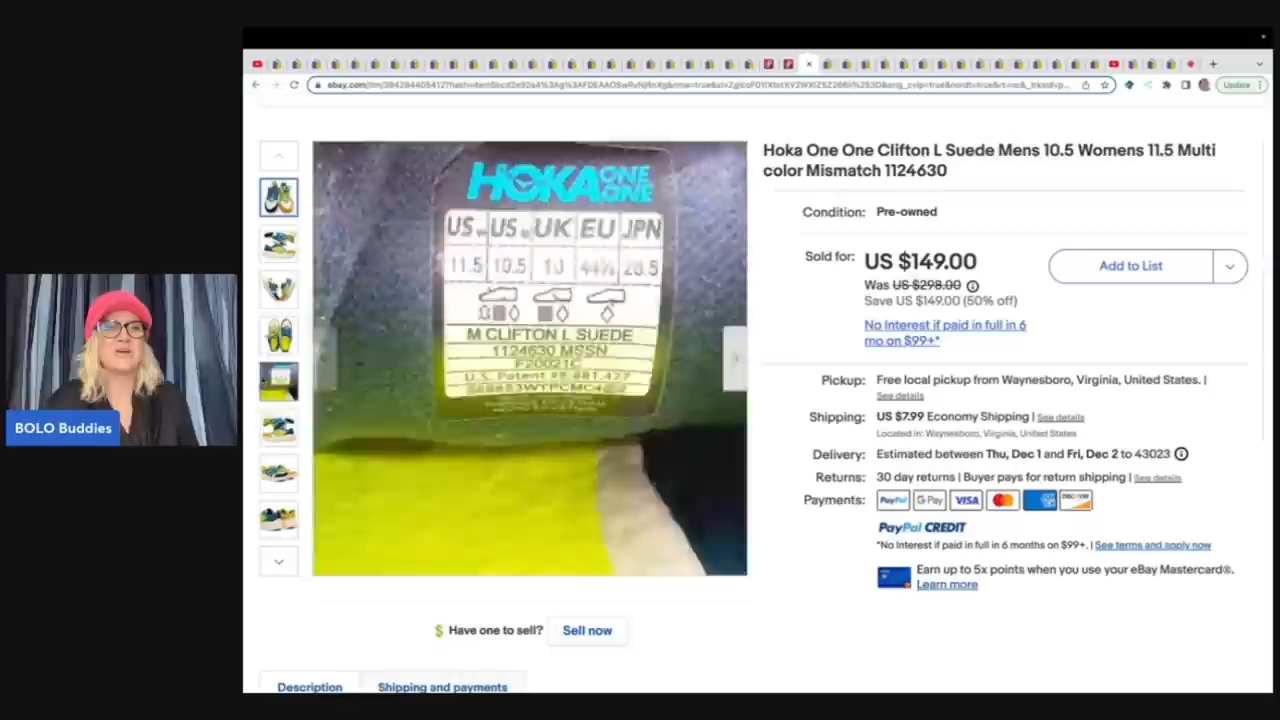 Update
Hoka One One Clifton L Suede Mens 10.5 Womens 11.5 Multi
color Mismatch 1124630
Condition: Pre-owned
Sold for: US $149.00
Was US $298.00
Save US $149.00 (50% off)
No Interest if paid in full in 6
mo on $99+*
Add to List
Pickup: Free local pickup from Waynesboro, Virginia, United States. |
See details
Shipping: US $7.99 Economy Shipping | See details
Located in: Waynesboro, Virginia, United States
Delivery: Estimated between Thu, Dec 1 and Fri, Dec 2 to 43023
Returns: 30 day returns | Buyer pays for return shipping | See details
Payments: PayPal G Pay VISA DISCOVER
PayPal CREDIT
*No Interest if paid in full in 6 months on $99+. | See terms and apply now
Earn up to 5x points when you use your eBay Mastercard®.
Learn more
HOKA ONE ONE
US US UK EU JPN
11.5 10.5 10 44⅔ 28.5
M CLIFTON L SUEDE
1124630 MSSN
F20021C
BOLO Buddies
$ Have one to sell? Sell now
Description Shipping and payments